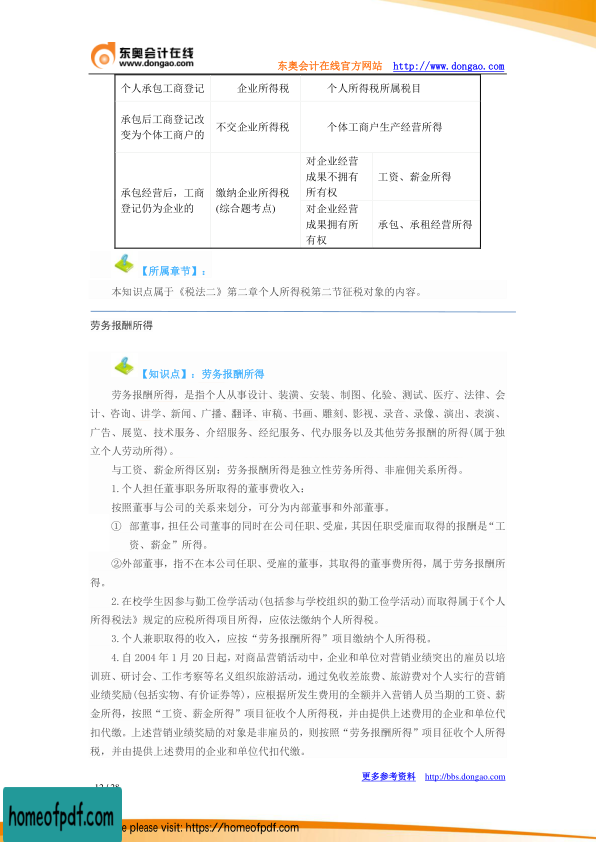 东奥会计在线
www.dongao.com
东奥会计在线官方网站 http://www.dongao.com
个人承包工商登记 企业所得税 个人所得税所属税目
承包后工商登记改
变为个体工商户的
不交企业所得税 个体工商户生产经营所得
承包经营后，工商
登记仍为企业的
缴纳企业所得税
(综合题考点)
对企业经营
成果不拥有
所有权
工资、薪金所得
对企业经营
成果拥有所
有权
承包、承租经营所得
【所属章节】：
本知识点属于《税法二》第二章个人所得税第二节征税对象的内容。
劳务报酬所得
【知识点】：劳务报酬所得
劳务报酬所得，是指个人从事设计、装潢、安装、制图、化验、测试、医疗、法律、会
计、咨询、讲学、新闻、广播、翻译、审稿、书画、雕刻、影视、录音、录像、演出、表演、
广告、展览、技术服务、介绍服务、经纪服务、代办服务以及其他劳务报酬的所得(属于独
立个人劳动所得)。
与工资、薪金所得区别：劳务报酬所得是独立性劳务所得、非雇佣关系所得。
1.个人担任董事职务所取得的董事费收入：
按照董事与公司的关系来划分，可分为内部董事和外部董事。
① 部董事，担任公司董事的同时在公司任职、受雇，其因任职受雇而取得的报酬是“工
资、薪金”所得。
②外部董事，指不在本公司任职、受雇的董事，其取得的董事费所得，属于劳务报酬所
得。
2.在校学生因参与勤工俭学活动(包括参与学校组织的勤工俭学活动)而取得属于《个人
所得税法》规定的应税所得项目所得，应依法缴纳个人所得税。
3.个人兼职取得的收入，应按“劳务报酬所得”项目缴纳个人所得税。
4.自 2004 年 1 月 20 日起，对商品营销活动中，企业和单位对营销业绩突出的雇员以培
训班、研讨会、工作考察等名义组织旅游活动，通过免收差旅费、旅游费对个人实行的营销
业绩奖励(包括实物、有价证券等)，应根据所发生费用的全额并入营销人员当期的工资、薪
金所得，按照“工资、薪金所得”项目征收个人所得税，并由提供上述费用的企业和单位代
扣代缴。上述营销业绩奖励的对象是非雇员的，则按照“劳务报酬所得”项目征收个人所得
税，并由提供上述费用的企业和单位代扣代缴。
更多参考资料 http://bbs.dongao.com
homeofpdf.com
please visit: https://homeofpdf.com